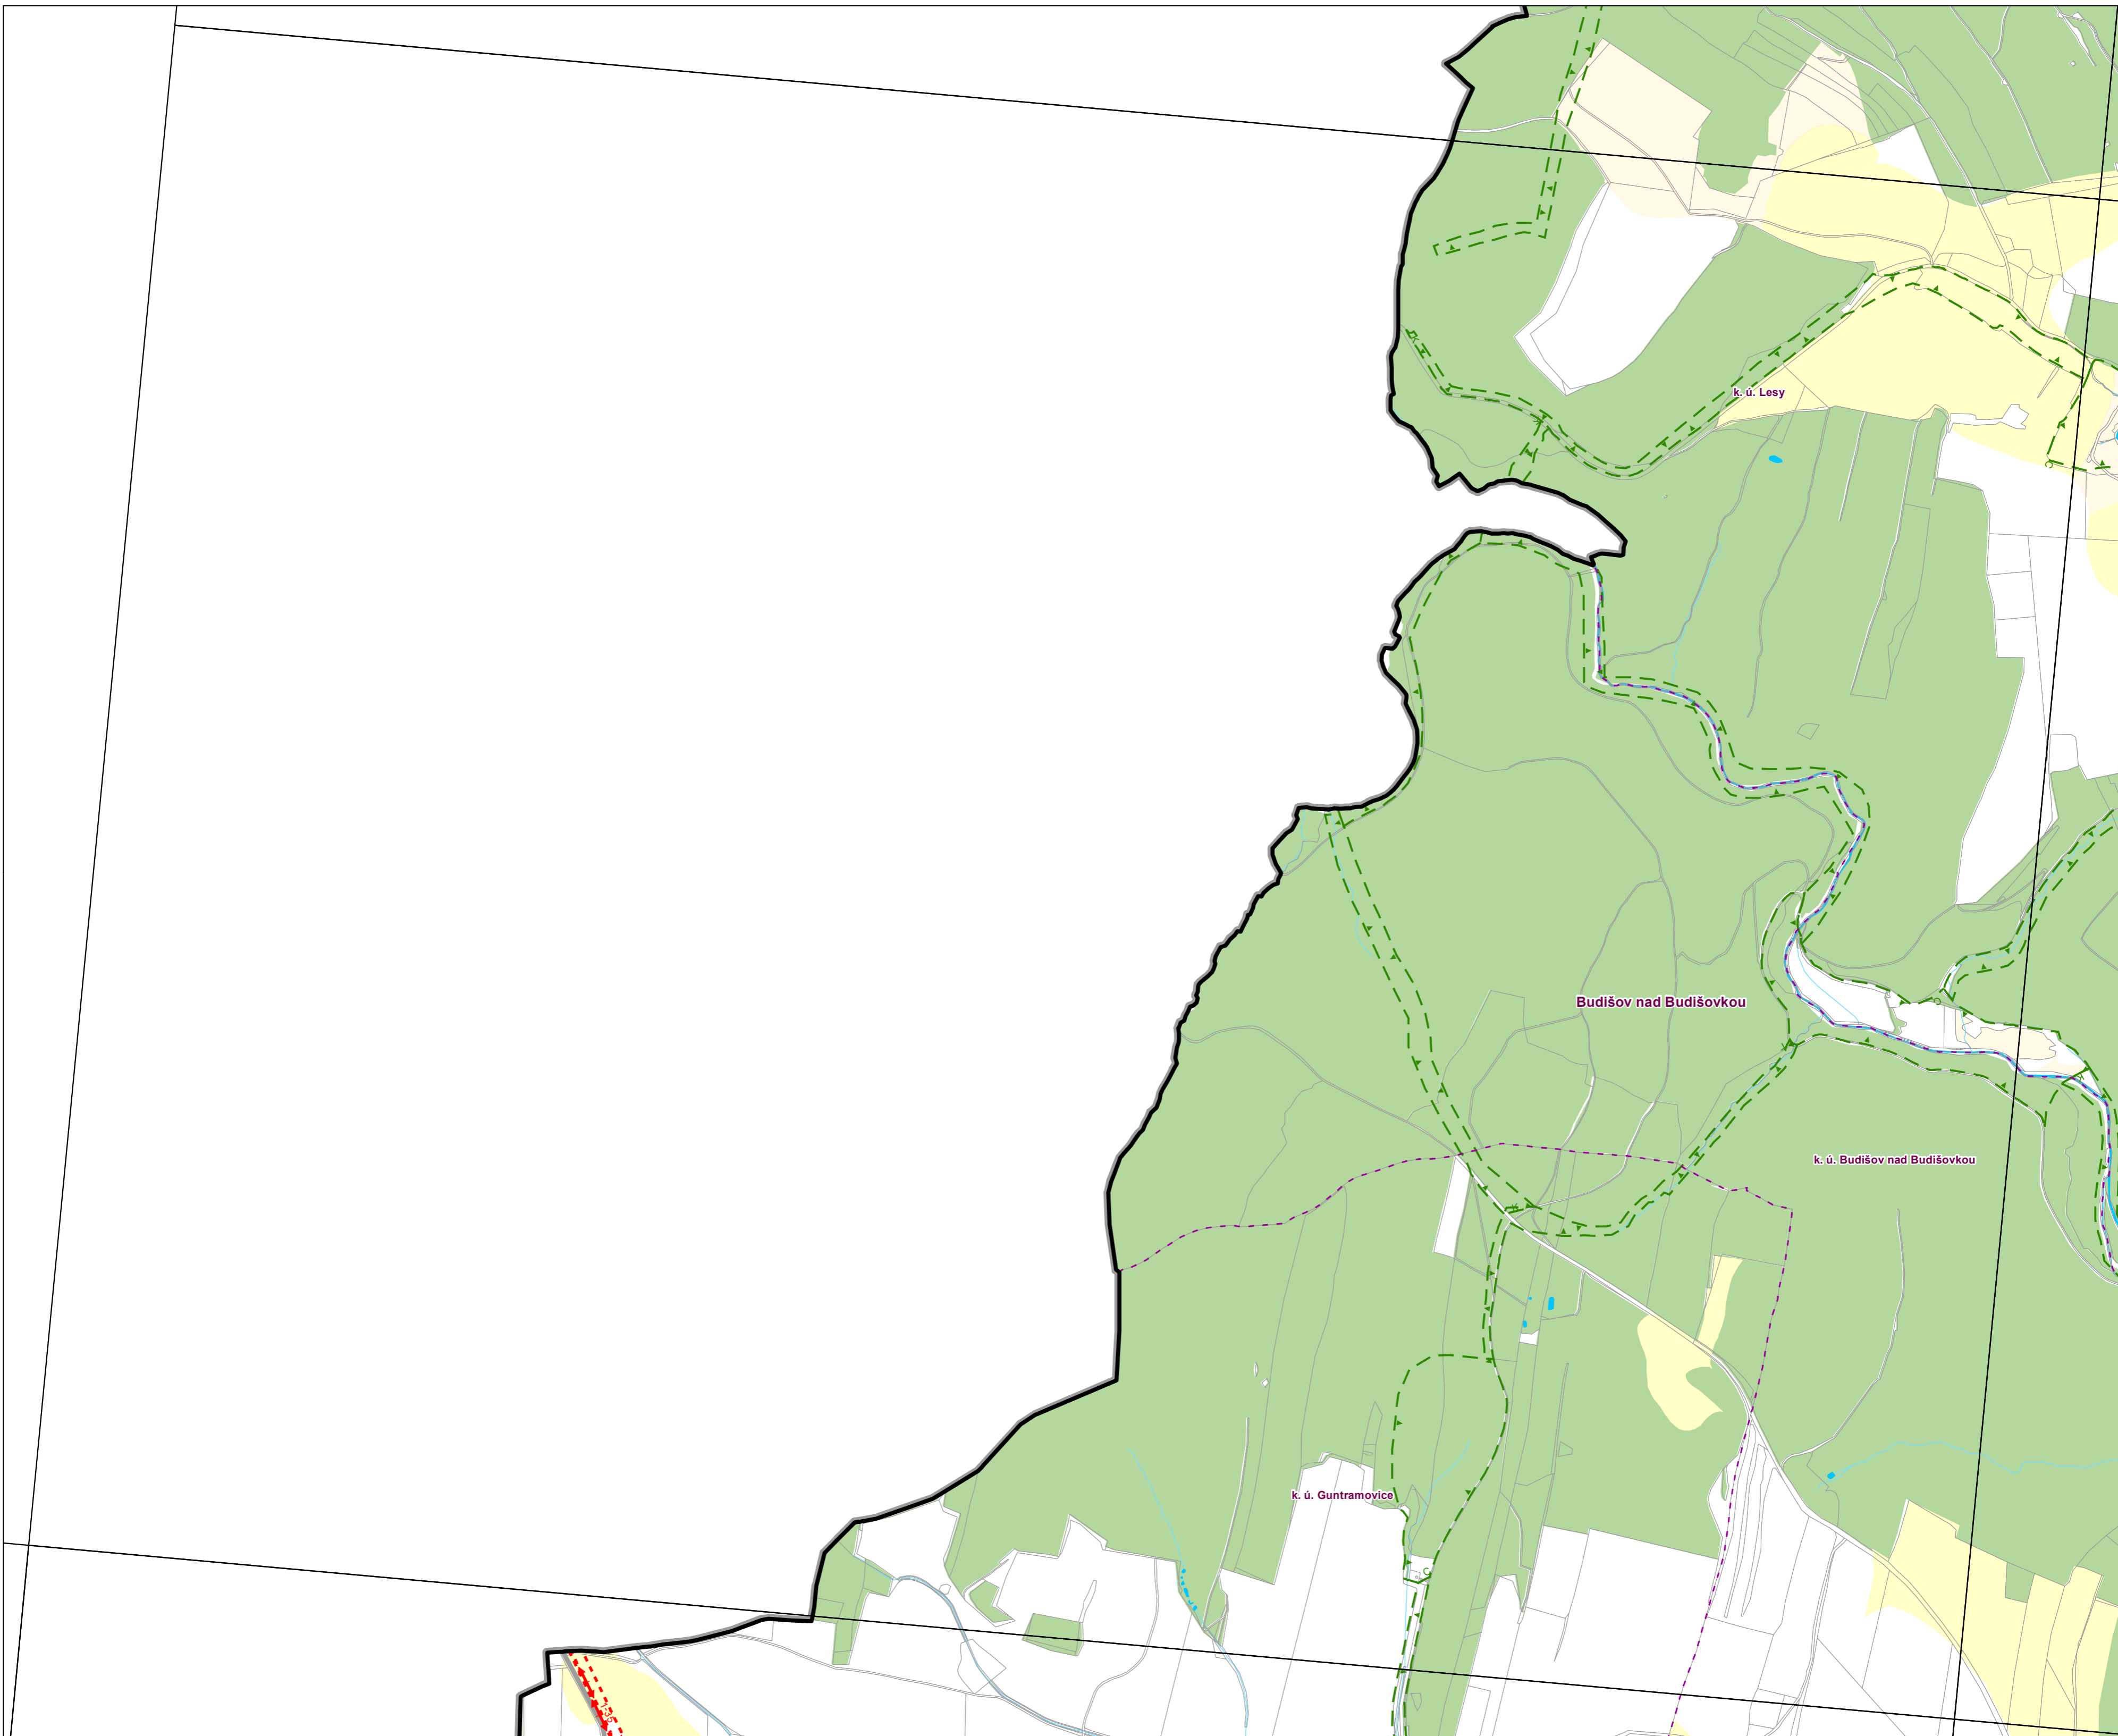 k. ú. Lesy
Budišov nad Budišovkou
k. ú. Budišov nad Budišovkou
k. ú. Guntramovice